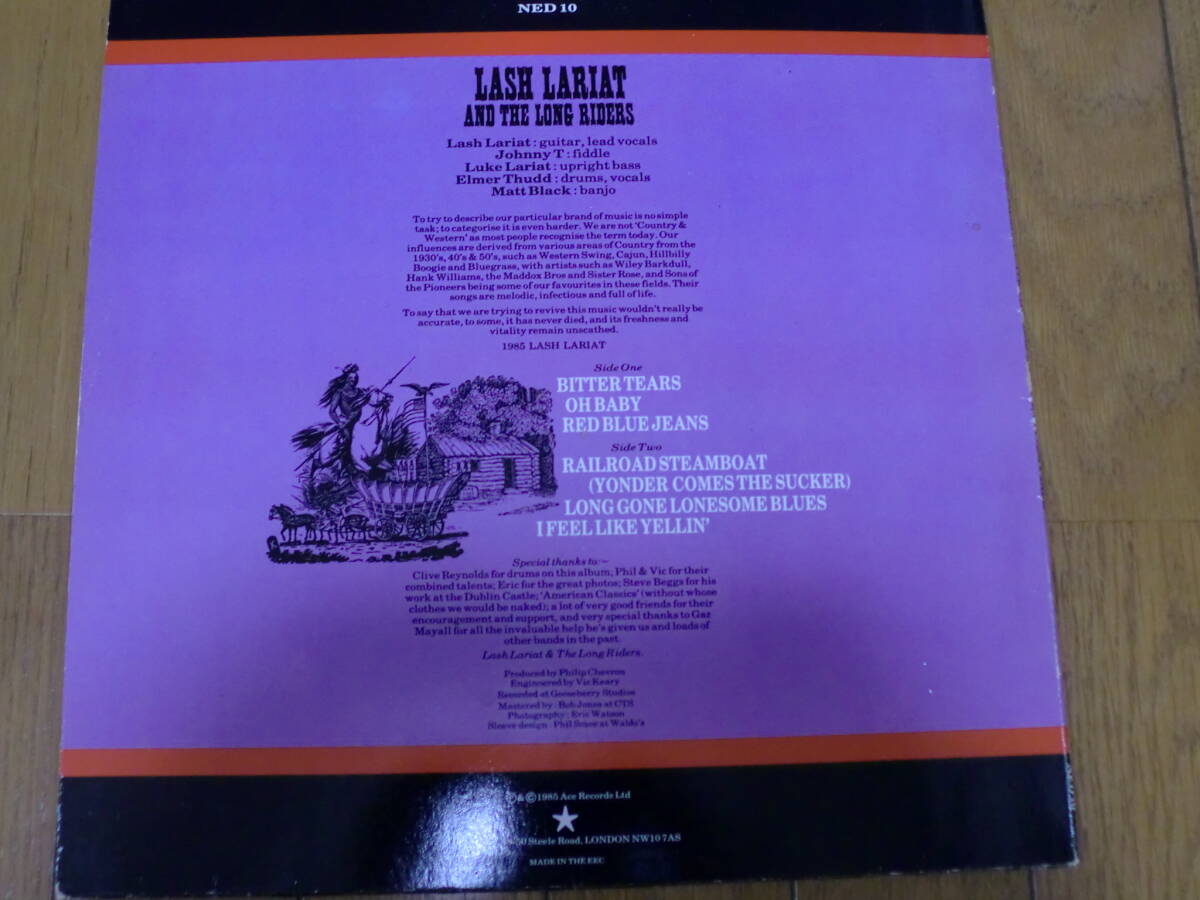 NED 10
LASH LARIAT
AND THE LONG RIDERS
Lash Lariat : guitar, lead vocals
Johnny T : fiddle
Luke Lariat : upright bass
Elmer Thudd : drums, vocals
Matt Black : banjo
To try to describe our particular brand of music is no simple
task; to categorise it is even harder. We are not 'Country &
Western' as most people recognise the term today. Our
influences are derived from various areas of Country from the
1930's, 40's & 50's, such as Western Swing, Cajun, Hillbilly
Boogie and Bluegrass, with artists such as Wiley Barkdull,
Hank Williams, the Maddox Bros and Sister Rose, and Sons of
the Pioneers being some of our favourites in these fields. Their
songs are melodic, infectious and full of life.
To say that we are trying to revive this music wouldn't really be
accurate, to some, it has never died, and its freshness and
vitality remain unscathed.
1985 LASH LARIAT
Side One
BITTER TEARS
OH BABY
RED BLUE JEANS
Side Two
RAILROAD STEAMBOAT
(YONDER COMES THE SUCKER)
LONG GONE LONESOME BLUES
I FEEL LIKE YELLIN'
Special thanks to:–
Clive Reynolds for drums on this album; Phil & Vic for their
combined talents; Eric for the great photos; Steve Beggs for his
work at the Dublin Castle; 'American Classics' (without whose
clothes we would be naked); a lot of very good friends for their
encouragement and support, and very special thanks to Gaz
Mayall for all the invaluable help he's given us and loads of
other bands in the past.
Lash Lariat & The Long Riders.
Produced by Philip Chevron
Engineered by Vic Keary
Recorded at Gooseberry Studios
Mastered by : Bob Jones at CTS
Photography : Eric Watson
Sleeve design : Phil Smee at Waldo's
℗&©1985 Ace Records Ltd
Steele Road, LONDON NW10 7AS
MADE IN THE EEC